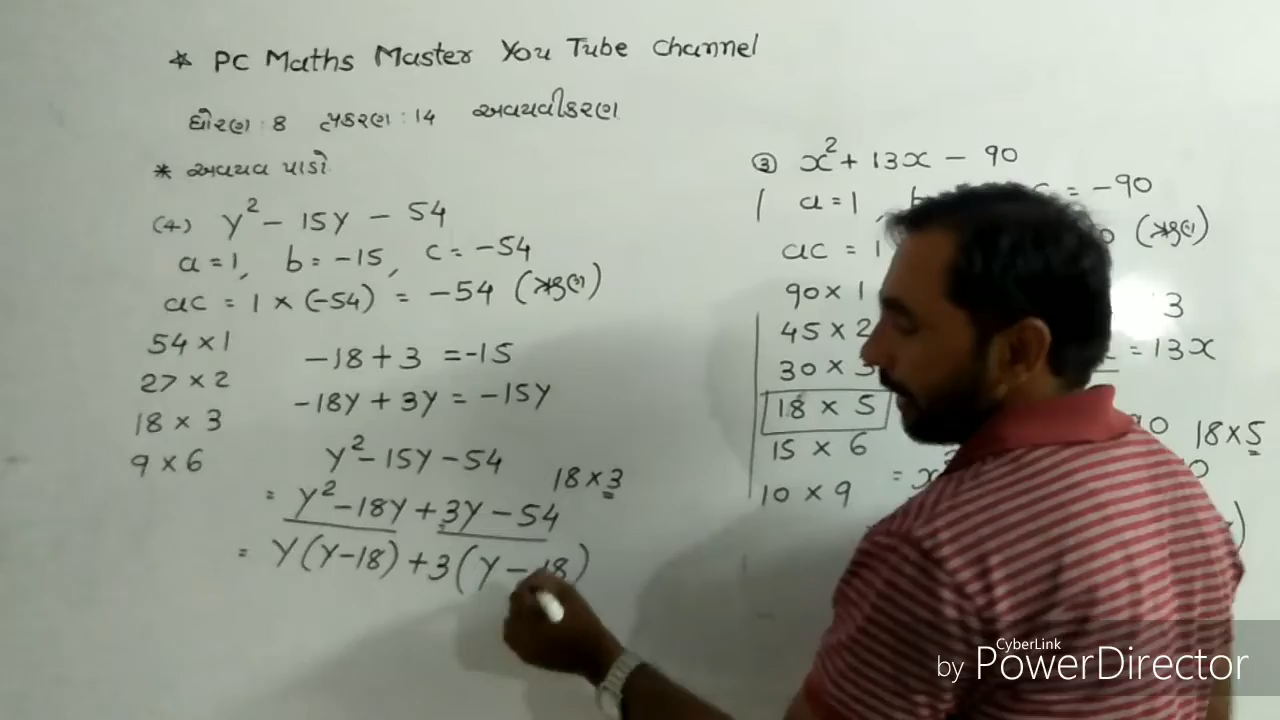 * PC Maths Master You Tube Channel
ધોરણ : 8 પ્રકરણ : 14 અવયવીકરણ
* અવયવ પાડો
(4) y² - 15y - 54
a = 1, b = -15, c = -54
ac = 1 × (-54) = -54 (ઋણ)
54 × 1
27 × 2
18 × 3
9 × 6
-18 + 3 = -15
-18y + 3y = -15y
y² - 15y - 54
18 × 3
= y² - 18y + 3y - 54
= y(y - 18) + 3(y - 18)
③ x² + 13x - 90
a = 1, = -90
ac = 1 (ઋણ)
90 × 1
45 × 2
30 × 3
18 × 5
15 × 6
10 × 9
3
= 13x
18 × 5
= x
CyberLink
by PowerDirector